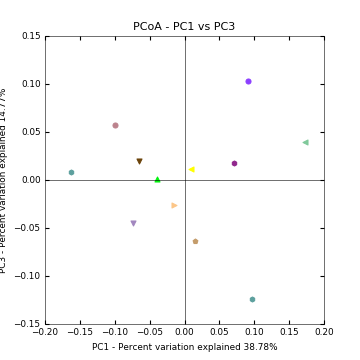 PCoA - PC1 vs PC3
0.15
0.10
0.05
0.00
−0.05
−0.10
−0.15
PC3 - Percent variation explained 14.77%
−0.20 −0.15 −0.10 −0.05 0.00 0.05 0.10 0.15 0.20
PC1 - Percent variation explained 38.78%